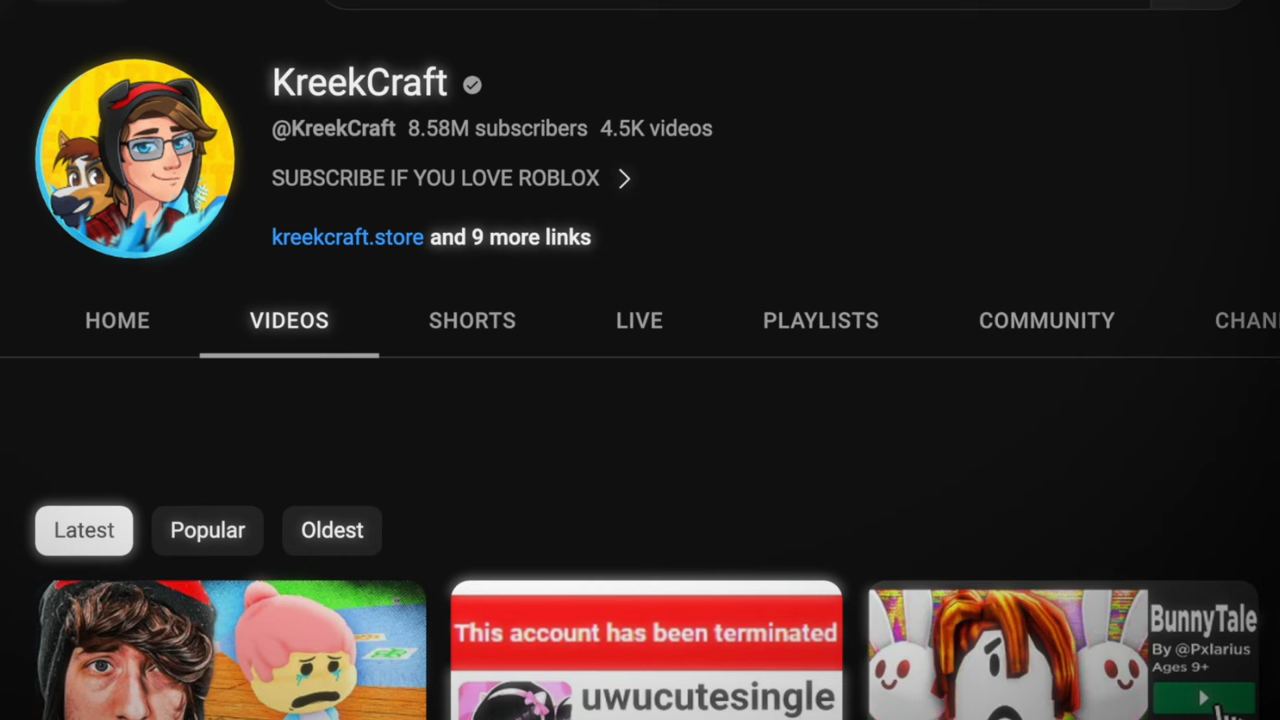 KreekCraft
@KreekCraft 8.58M subscribers 4.5K videos
SUBSCRIBE IF YOU LOVE ROBLOX
kreekcraft.store and 9 more links
HOME VIDEOS SHORTS LIVE PLAYLISTS COMMUNITY CHAN
Latest Popular Oldest
This account has been terminated
uwucutesingle
BunnyTale
By @Pxlarius
Ages 9+